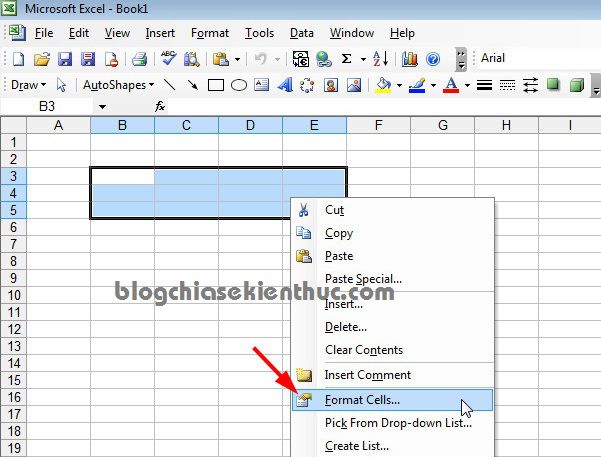 Microsoft Excel - Book1
File Edit View Insert Format Tools Data Window Help
Arial
Draw AutoShapes
B3 fx
A B C D E F G H I
1
2
3
4
5
6
7
8
9
10
11
12
13
14
15
16
17
18
19
Cut
Copy
Paste
Paste Special...
blogchiasekienthuc.com
Insert...
Delete...
Clear Contents
Insert Comment
Format Cells...
Pick From Drop-down List...
Create List...